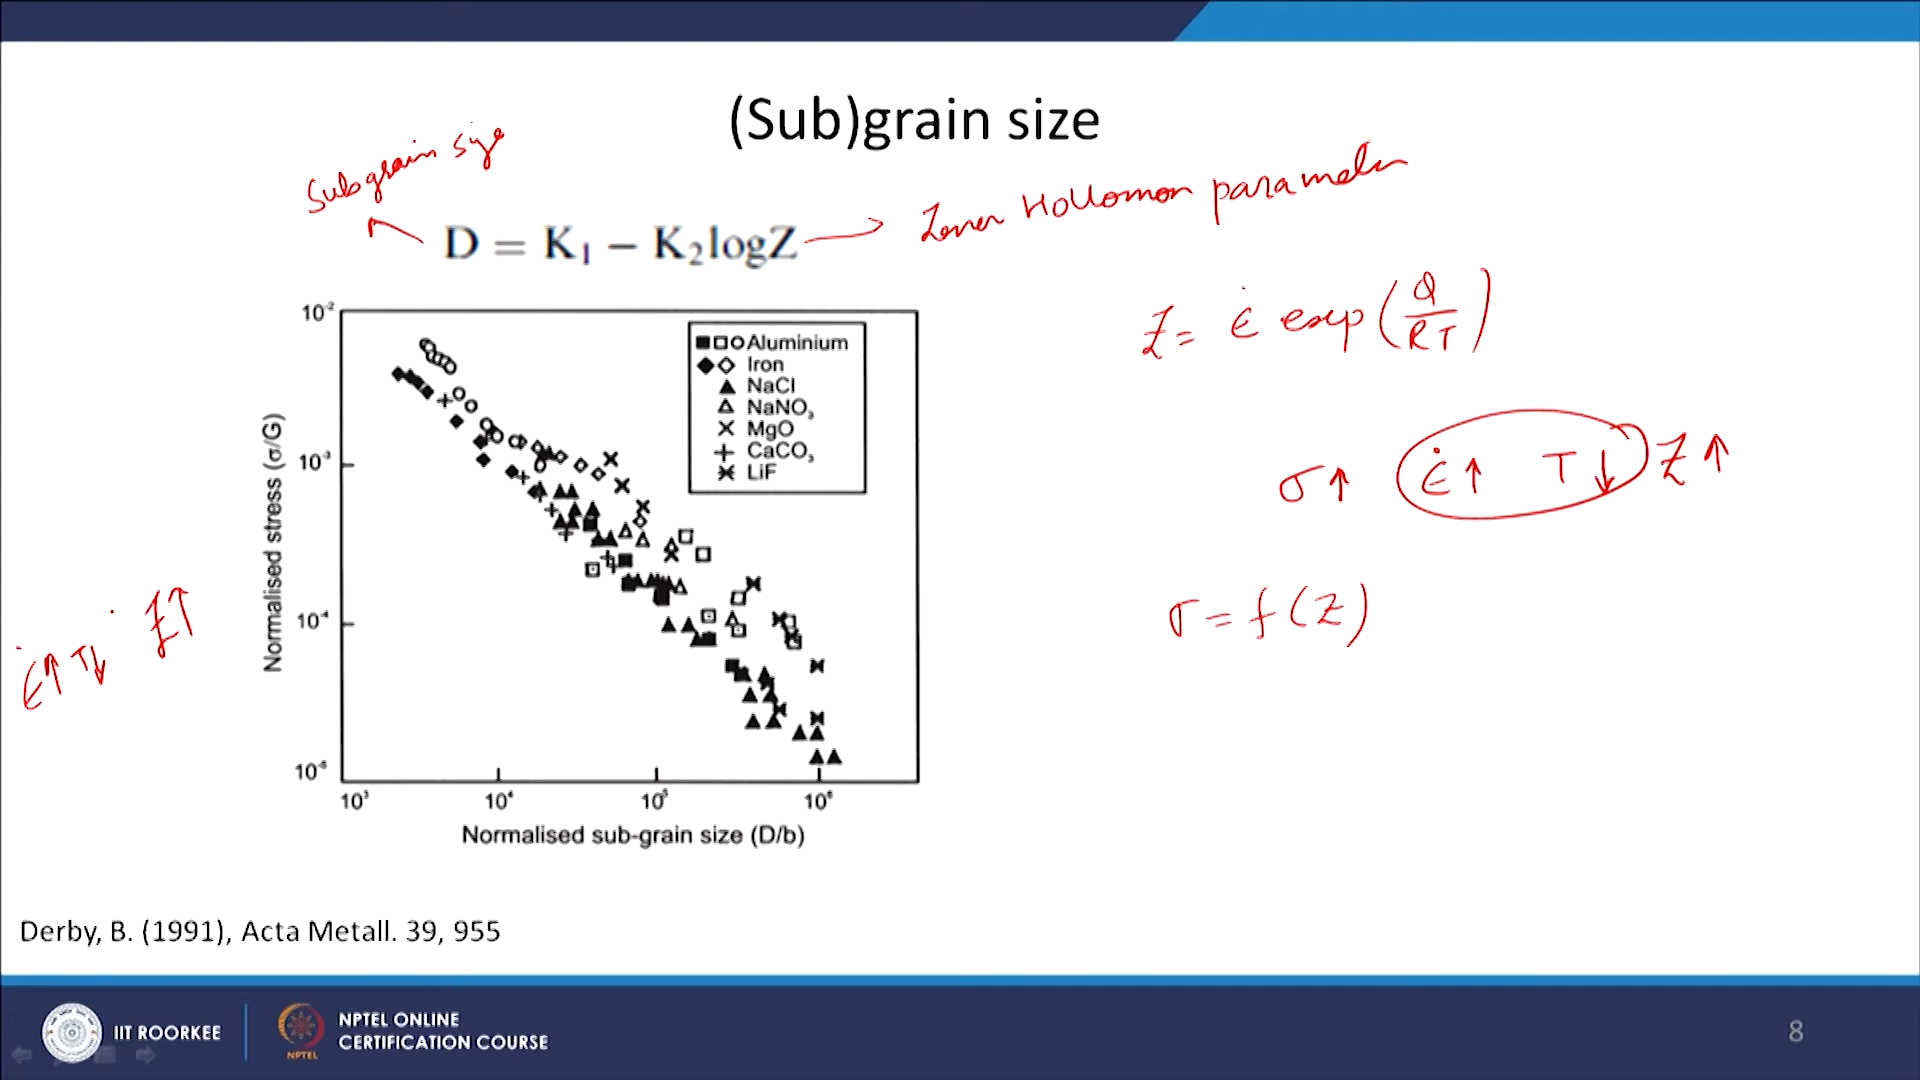 (Sub)grain size
Subgrain size
D = K₁ − K₂logZ
Zener Hollomon parameter
Z = ε̇ exp(Q/RT)
σ↑ ε̇↑ T↓ Z↑
σ = f(Z)
ε̇↑ T↓ Z↑
Normalised stress (σ/G)
10⁻²
10⁻³
10⁻⁴
10⁻⁵
10³ 10⁴ 10⁵ 10⁶
Normalised sub-grain size (D/b)
■□○Aluminium
◆◇ Iron
▲ NaCl
△ NaNO₃
× MgO
+ CaCO₃
LiF
Derby, B. (1991), Acta Metall. 39, 955
IIT ROORKEE
NPTEL
NPTEL ONLINE
CERTIFICATION COURSE
8